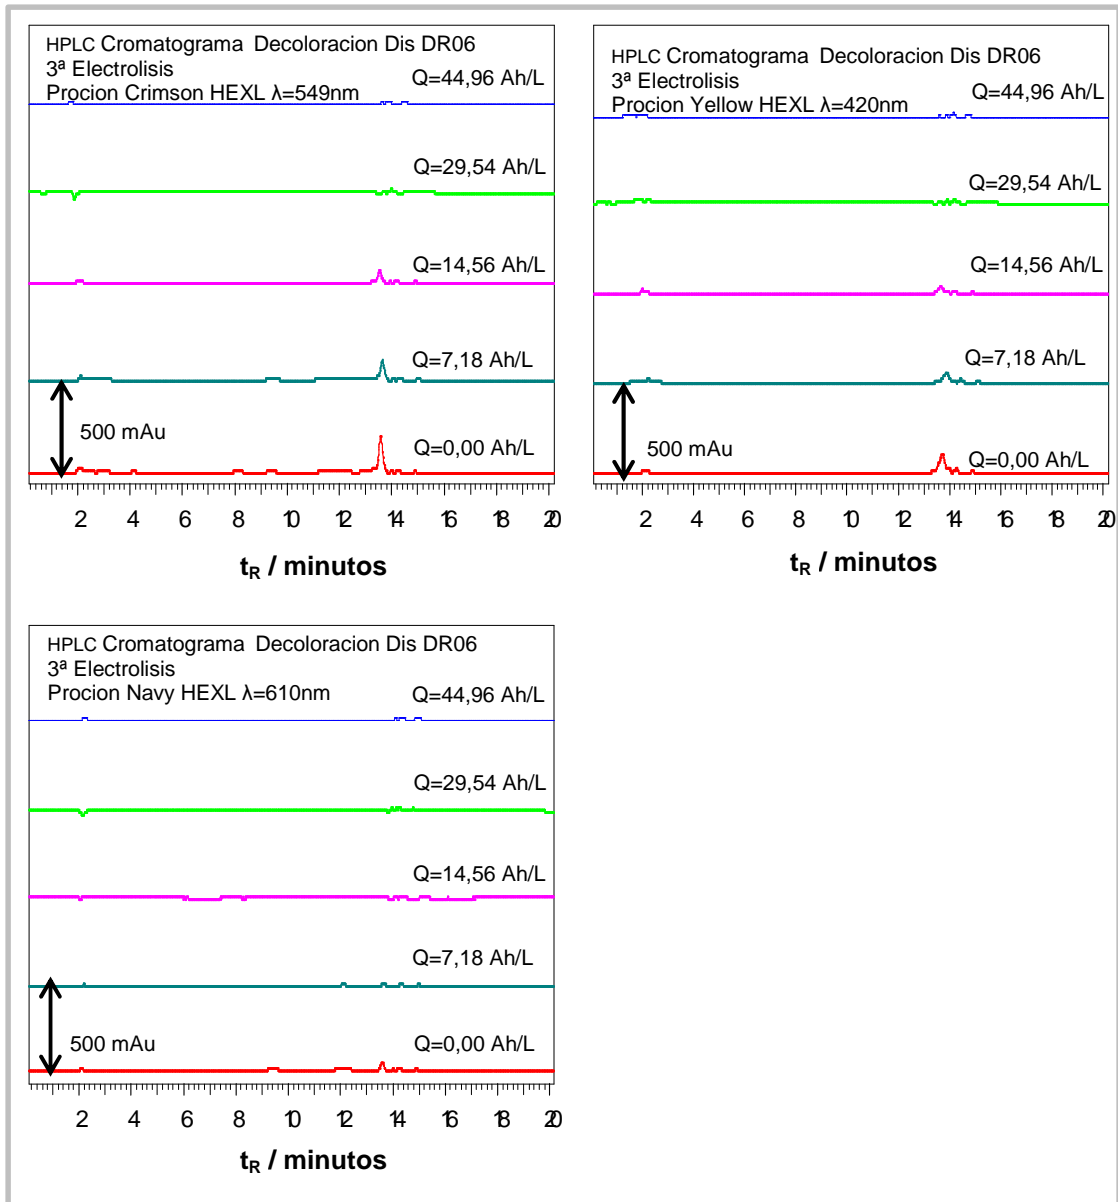 HPLC Cromatograma Decoloracion Dis DR06
3ª Electrolisis
Procion Crimson HEXL λ=549nm
Q=44,96 Ah/L
Q=29,54 Ah/L
Q=14,56 Ah/L
Q=7,18 Ah/L
500 mAu
Q=0,00 Ah/L
2 4 6 8 10 12 14 16 18 20
tR / minutos
HPLC Cromatograma Decoloracion Dis DR06
3ª Electrolisis
Procion Yellow HEXL λ=420nm
Q=44,96 Ah/L
Q=29,54 Ah/L
Q=14,56 Ah/L
Q=7,18 Ah/L
500 mAu
Q=0,00 Ah/L
2 4 6 8 10 12 14 16 18 20
tR / minutos
HPLC Cromatograma Decoloracion Dis DR06
3ª Electrolisis
Procion Navy HEXL λ=610nm
Q=44,96 Ah/L
Q=29,54 Ah/L
Q=14,56 Ah/L
Q=7,18 Ah/L
500 mAu
Q=0,00 Ah/L
2 4 6 8 10 12 14 16 18 20
tR / minutos